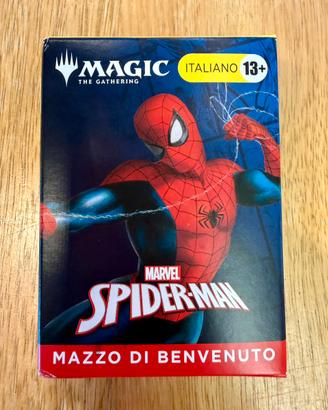 MAGIC
THE GATHERING
ITALIANO 13+
MARVEL
SPIDER-MAN
MAZZO DI BENVENUTO